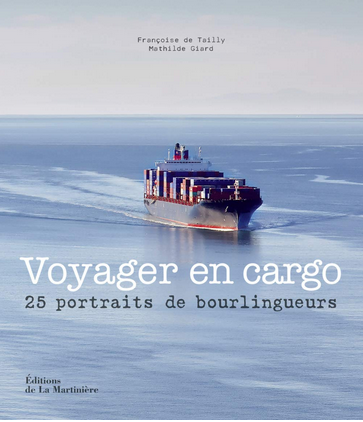 Françoise de Tailly
Mathilde Giard
Voyager en cargo
25 portraits de bourlingueurs
Éditions
de La Martinière